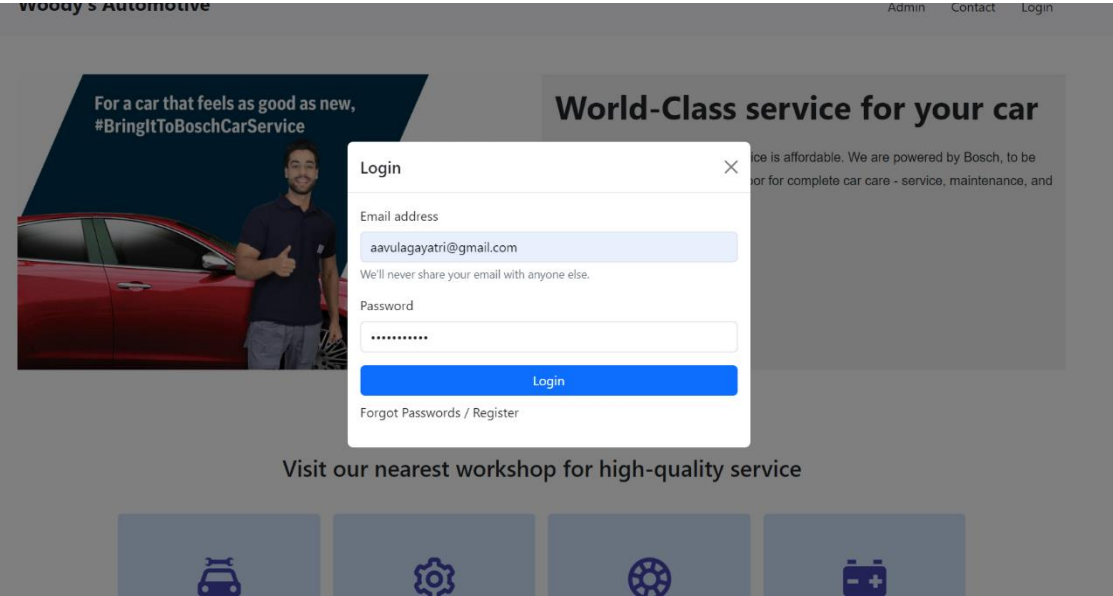 Woody's Automotive
Admin Contact Login
For a car that feels as good as new,
#BringItToBoschCarService
World-Class service for your car
ice is affordable. We are powered by Bosch, to be
for complete car care - service, maintenance, and
Login
Email address
aavulagayatri@gmail.com
We'll never share your email with anyone else.
Password
Login
Forgot Passwords / Register
Visit our nearest workshop for high-quality service